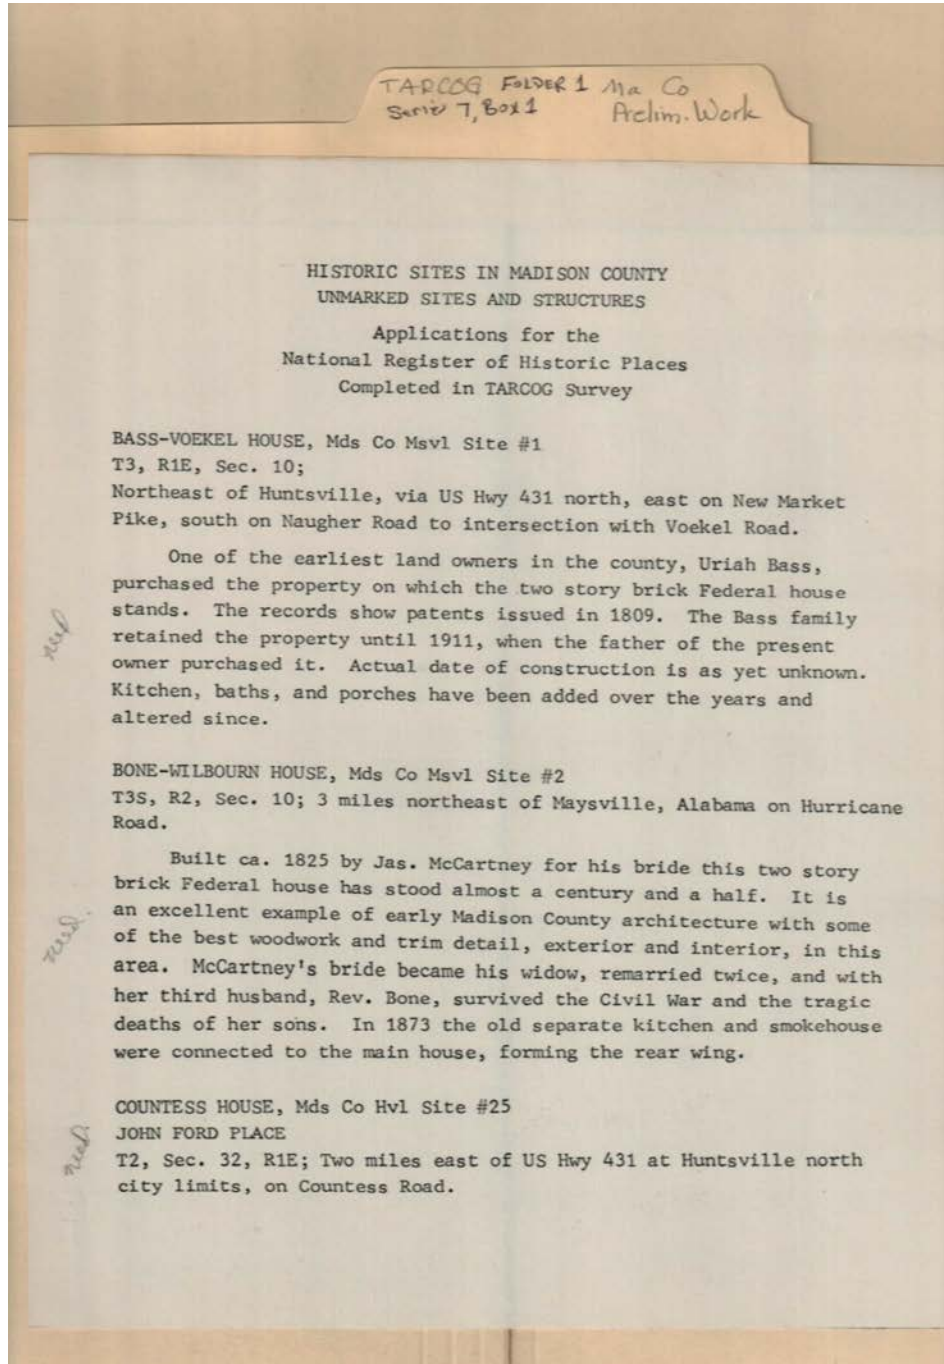 TARCOG FOLDER 1 Ma Co
Series 7, Box 1 Prelim. Work
HISTORIC SITES IN MADISON COUNTY
UNMARKED SITES AND STRUCTURES
Applications for the
National Register of Historic Places
Completed in TARCOG Survey
BASS-VOEKEL HOUSE, Mds Co Msvl Site #1
T3, R1E, Sec. 10;
Northeast of Huntsville, via US Hwy 431 north, east on New Market
Pike, south on Naugher Road to intersection with Voekel Road.
One of the earliest land owners in the county, Uriah Bass,
purchased the property on which the two story brick Federal house
stands. The records show patents issued in 1809. The Bass family
retained the property until 1911, when the father of the present
owner purchased it. Actual date of construction is as yet unknown.
Kitchen, baths, and porches have been added over the years and
altered since.
BONE-WILBOURN HOUSE, Mds Co Msvl Site #2
T3S, R2, Sec. 10; 3 miles northeast of Maysville, Alabama on Hurricane
Road.
Built ca. 1825 by Jas. McCartney for his bride this two story
brick Federal house has stood almost a century and a half. It is
an excellent example of early Madison County architecture with some
of the best woodwork and trim detail, exterior and interior, in this
area. McCartney's bride became his widow, remarried twice, and with
her third husband, Rev. Bone, survived the Civil War and the tragic
deaths of her sons. In 1873 the old separate kitchen and smokehouse
were connected to the main house, forming the rear wing.
COUNTESS HOUSE, Mds Co Hvl Site #25
JOHN FORD PLACE
T2, Sec. 32, R1E; Two miles east of US Hwy 431 at Huntsville north
city limits, on Countess Road.